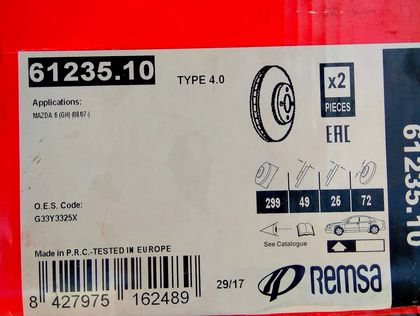 61235.10
TYPE 4.0
x2
PIECES
Applications:
MAZDA 6 (GH) (08.07-)
EAC
61235.10
299 49 25 72
O.E.S. Code:
G33Y3325X
See Catalogue
Made in P.R.C.-TESTED IN EUROPE
29/17
Remsa
8 427975 162489